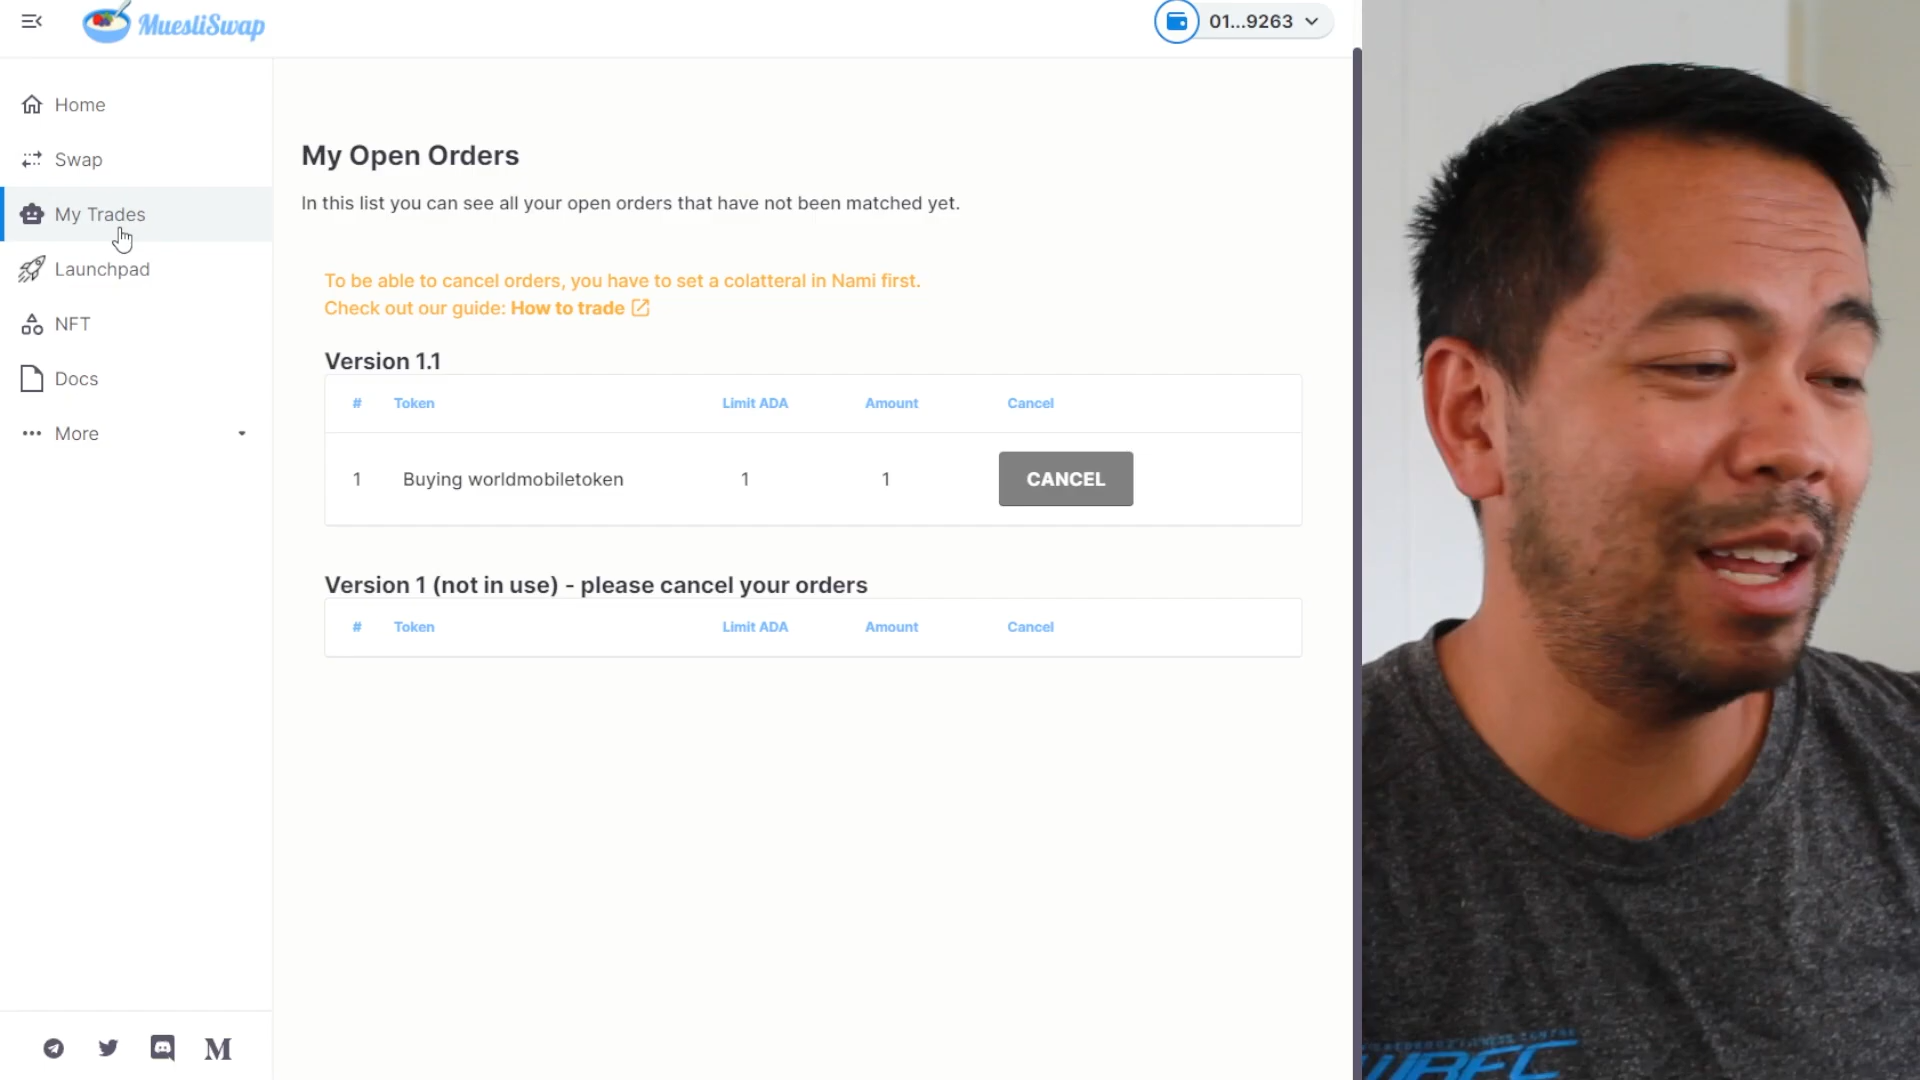 MuesliSwap
01...9263
Home
Swap
My Trades
Launchpad
NFT
Docs
More
My Open Orders
In this list you can see all your open orders that have not been matched yet.
To be able to cancel orders, you have to set a colatteral in Nami first.
Check out our guide: How to trade
Version 1.1
# Token Limit ADA Amount Cancel
1 Buying worldmobiletoken 1 1 CANCEL
Version 1 (not in use) - please cancel your orders
# Token Limit ADA Amount Cancel